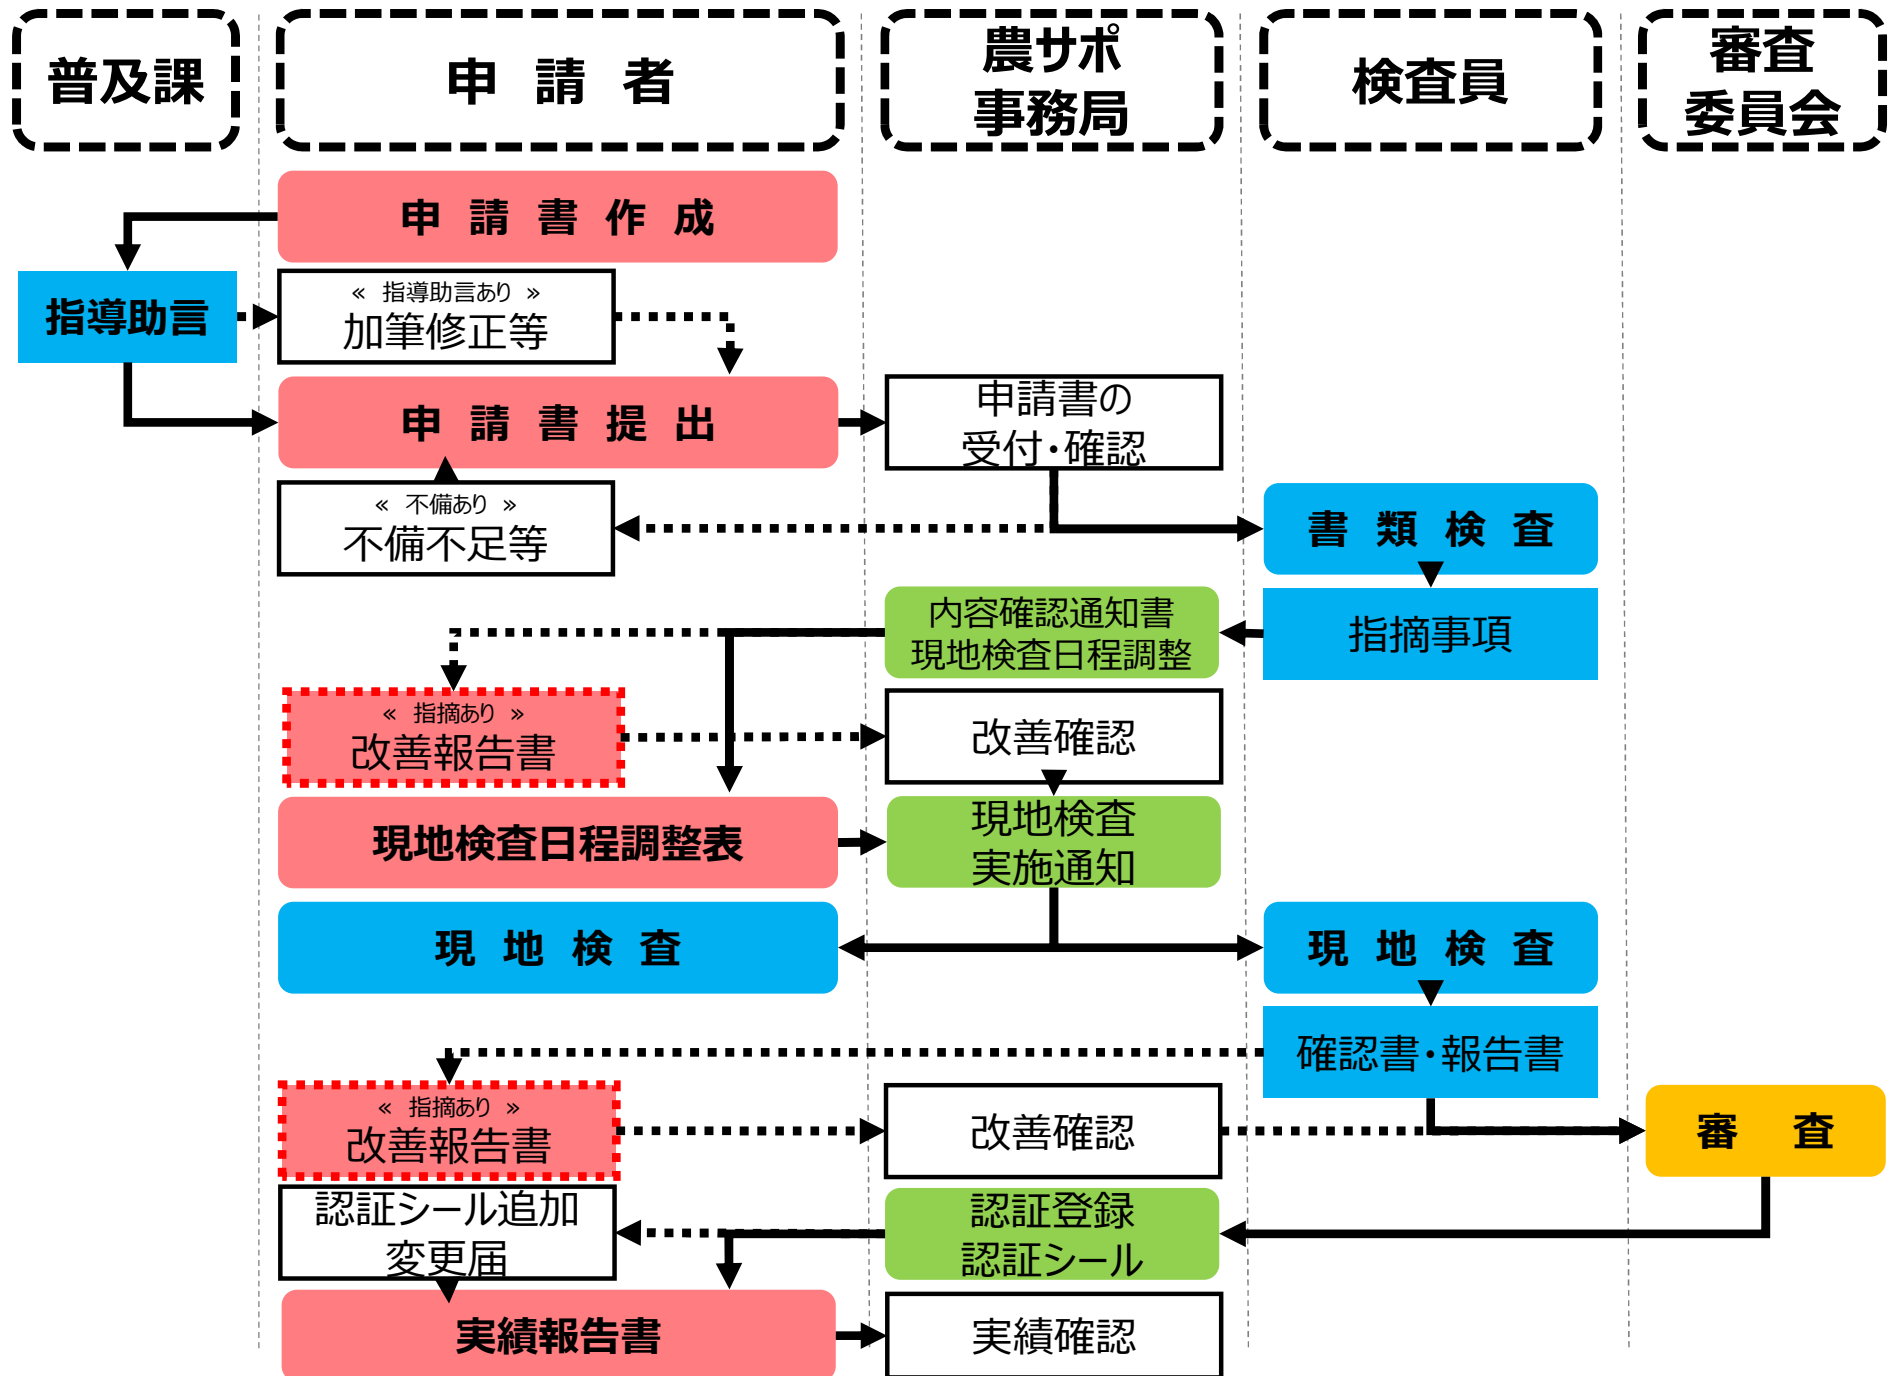 普及課
申 請 者
農サポ
事務局
検査員
審査
委員会
申 請 書 作 成
指導助言
« 指導助言あり »
加筆修正等
申 請 書 提 出
申請書の
受付・確認
« 不備あり »
不備不足等
書 類 検 査
内容確認通知書
現地検査日程調整
指摘事項
« 指摘あり »
改善報告書
改善確認
現地検査日程調整表
現地検査
実施通知
現 地 検 査
現 地 検 査
確認書・報告書
« 指摘あり »
改善報告書
改善確認
審 査
認証シール追加
変更届
認証登録
認証シール
実績報告書
実績確認